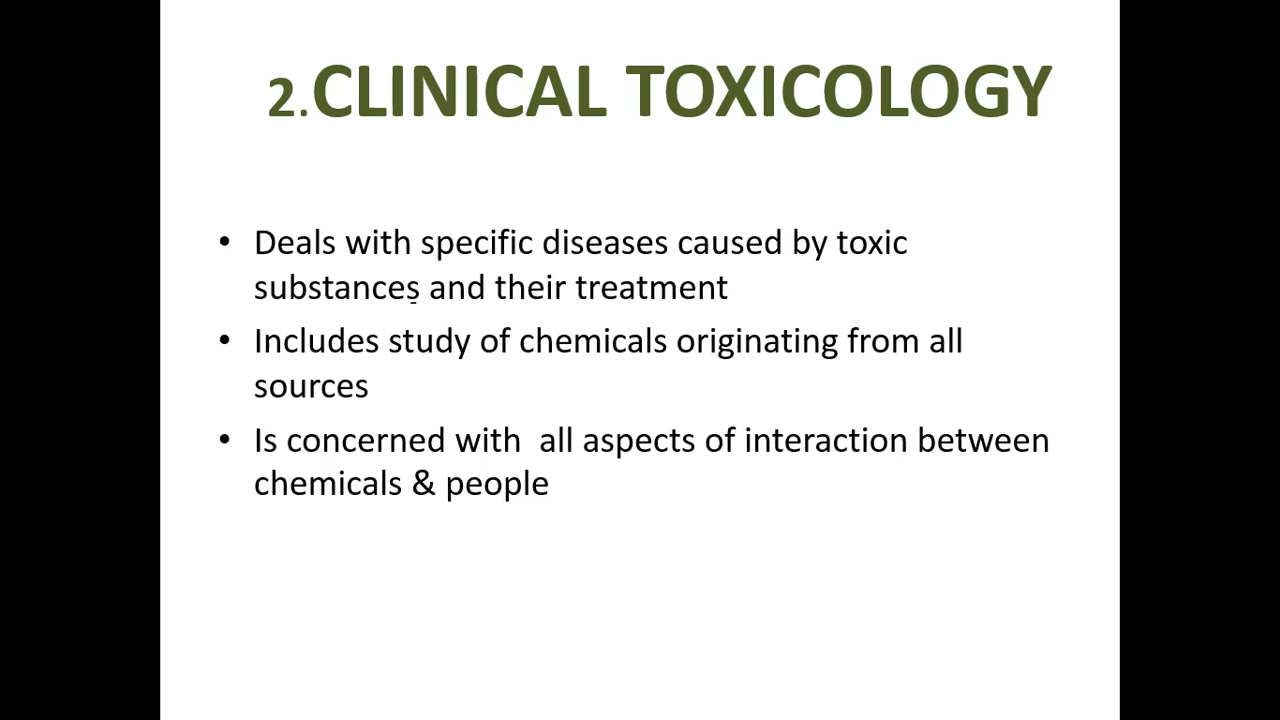 2.CLINICAL TOXICOLOGY
• Deals with specific diseases caused by toxic
substances and their treatment
• Includes study of chemicals originating from all
sources
• Is concerned with  all aspects of interaction between
chemicals & people